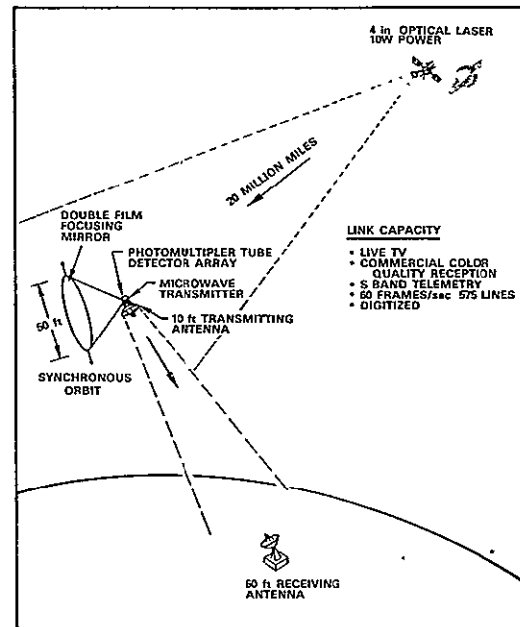 4 in OPTICAL LASER
10W POWER
20 MILLION MILES
DOUBLE FILM
FOCUSING
MIRROR
PHOTOMULTIPLER TUBE
DETECTOR ARRAY
MICROWAVE
TRANSMITTER
10 ft TRANSMITTING
ANTENNA
50 ft
SYNCHRONOUS
ORBIT
LINK CAPACITY
• LIVE TV
• COMMERCIAL COLOR
QUALITY RECEPTION
• S BAND TELEMETRY
• 60 FRAMES/sec 575 LINES
• DIGITIZED
60 ft RECEIVING
ANTENNA